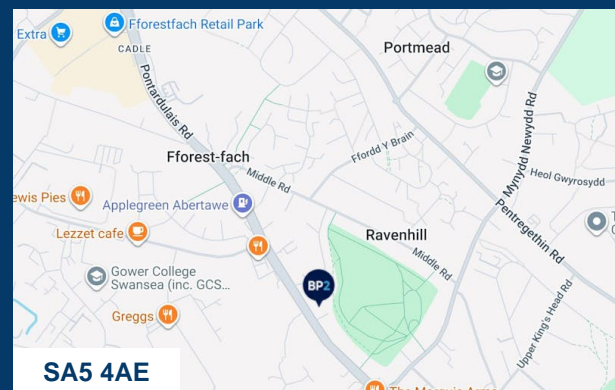 Extra
Fforestfach Retail Park
CADLE
Portmead
Pontardulais Rd
Mynydd Newydd Rd
Fforest-fach
Ffordd Y Brain
Middle Rd
Heol Gwyrosydd
ewis Pies
Applegreen Abertawe
Pentregethin Rd
Lezzet cafe
Ravenhill
Middle Rd
Gower College
Swansea (inc. GCS...
BP2
Upper King's Head Rd
Greggs
SA5 4AE